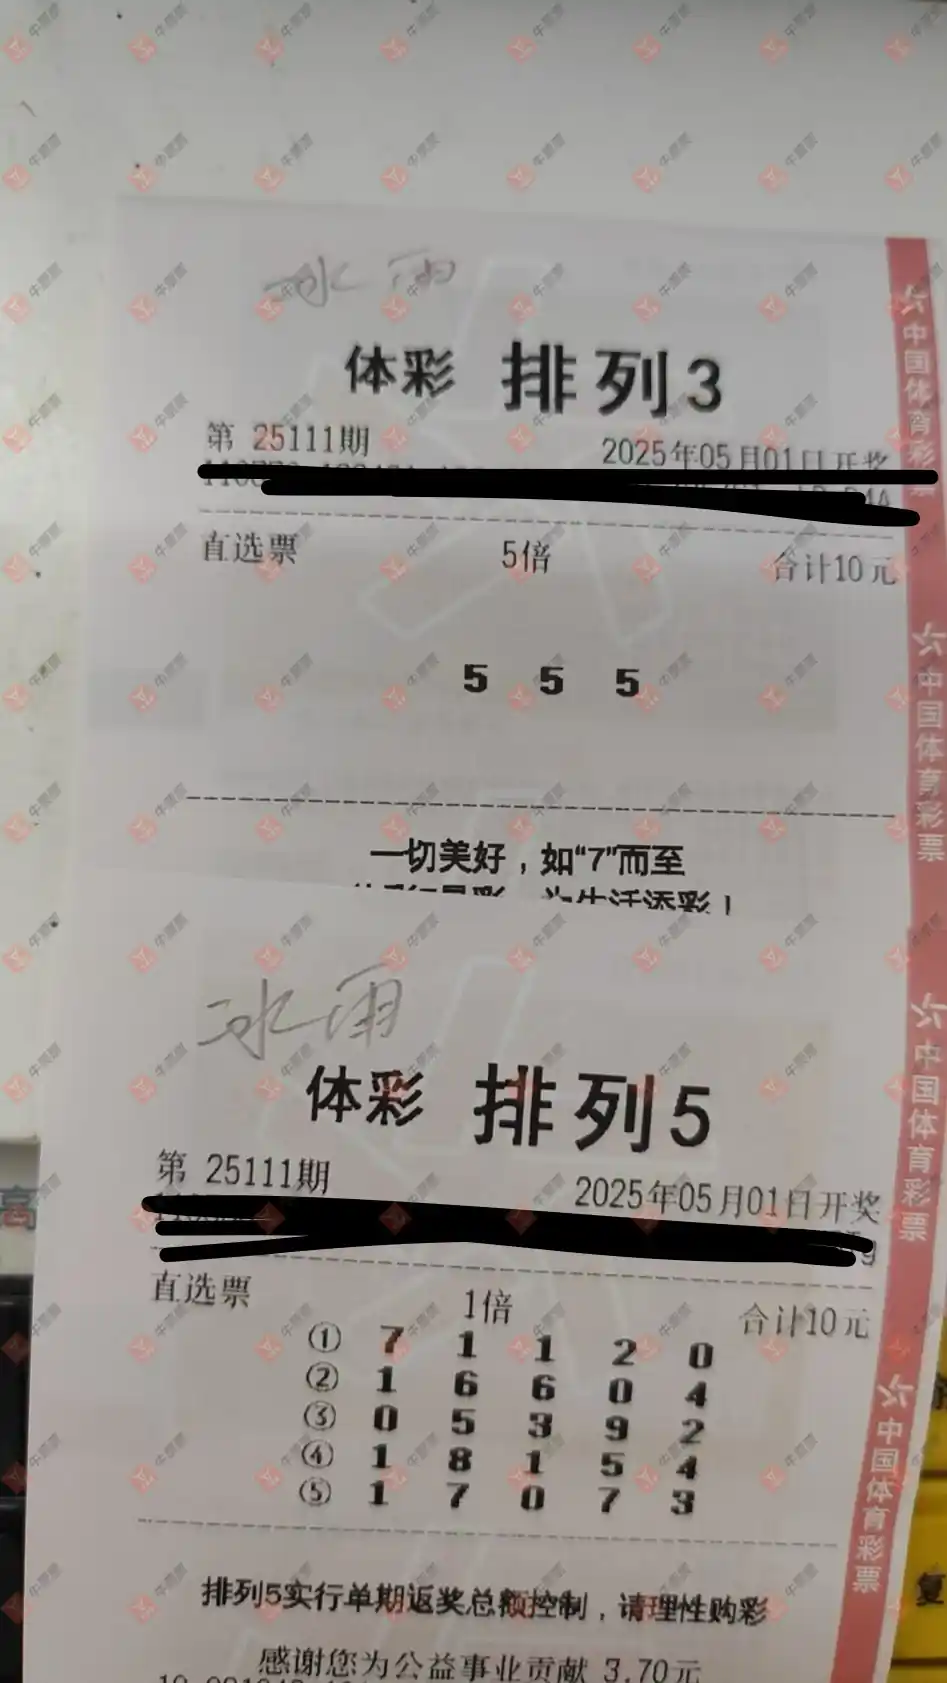 冰雨
体彩 排列3
第 25111期 2025年05月01日开奖
直选票 5倍 合计10元
5 5 5
一切美好，如“7”而至
冰雨
体彩 排列5
第 25111期 2025年05月01日开奖
直选票 1倍 合计10元
① 7 1 1 2 0
② 1 6 6 0 4
③ 0 5 3 9 2
④ 1 8 1 5 4
⑤ 1 7 0 7 3
排列5实行单期返奖总额控制，请理性购彩
感谢您为公益事业贡献 3.70元
中国体育彩票
中国体育彩票
中国体育彩票
中国体育彩票
高
复